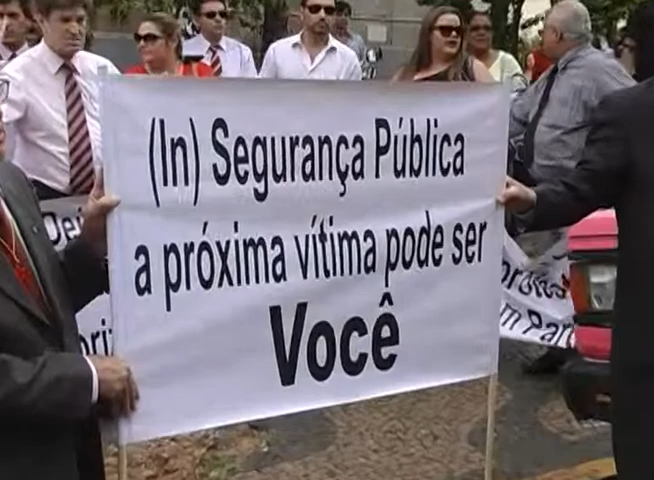 (In) Segurança Pública
a próxima vítima pode ser
Você